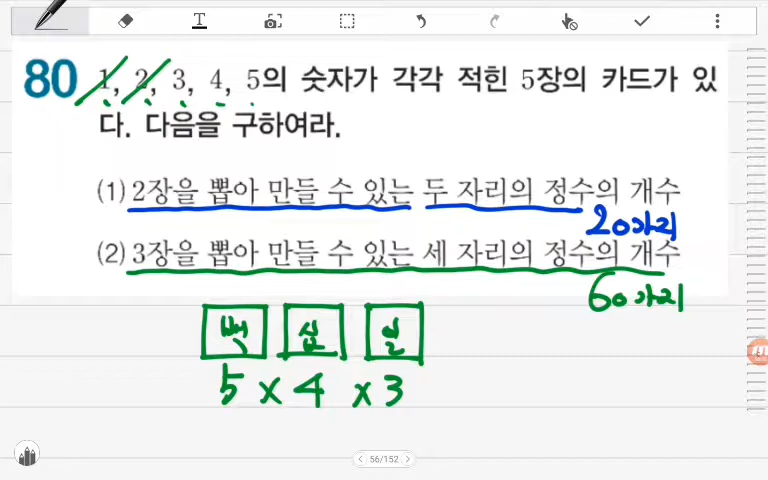 T
80 1, 2, 3, 4, 5의 숫자가 각각 적힌 5장의 카드가 있
다. 다음을 구하여라.
(1) 2장을 뽑아 만들 수 있는 두 자리의 정수의 개수
20가지
(2) 3장을 뽑아 만들 수 있는 세 자리의 정수의 개수
60가지
백 십 일
5 × 4 × 3
56/152